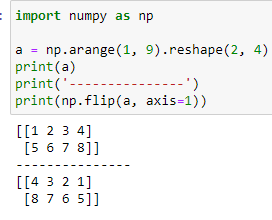 import numpy as np
a = np.arange(1, 9).reshape(2, 4)
print(a)
print('---------------')
print(np.flip(a, axis=1))
[[1 2 3 4]
 [5 6 7 8]]
---------------
[[4 3 2 1]
 [8 7 6 5]]